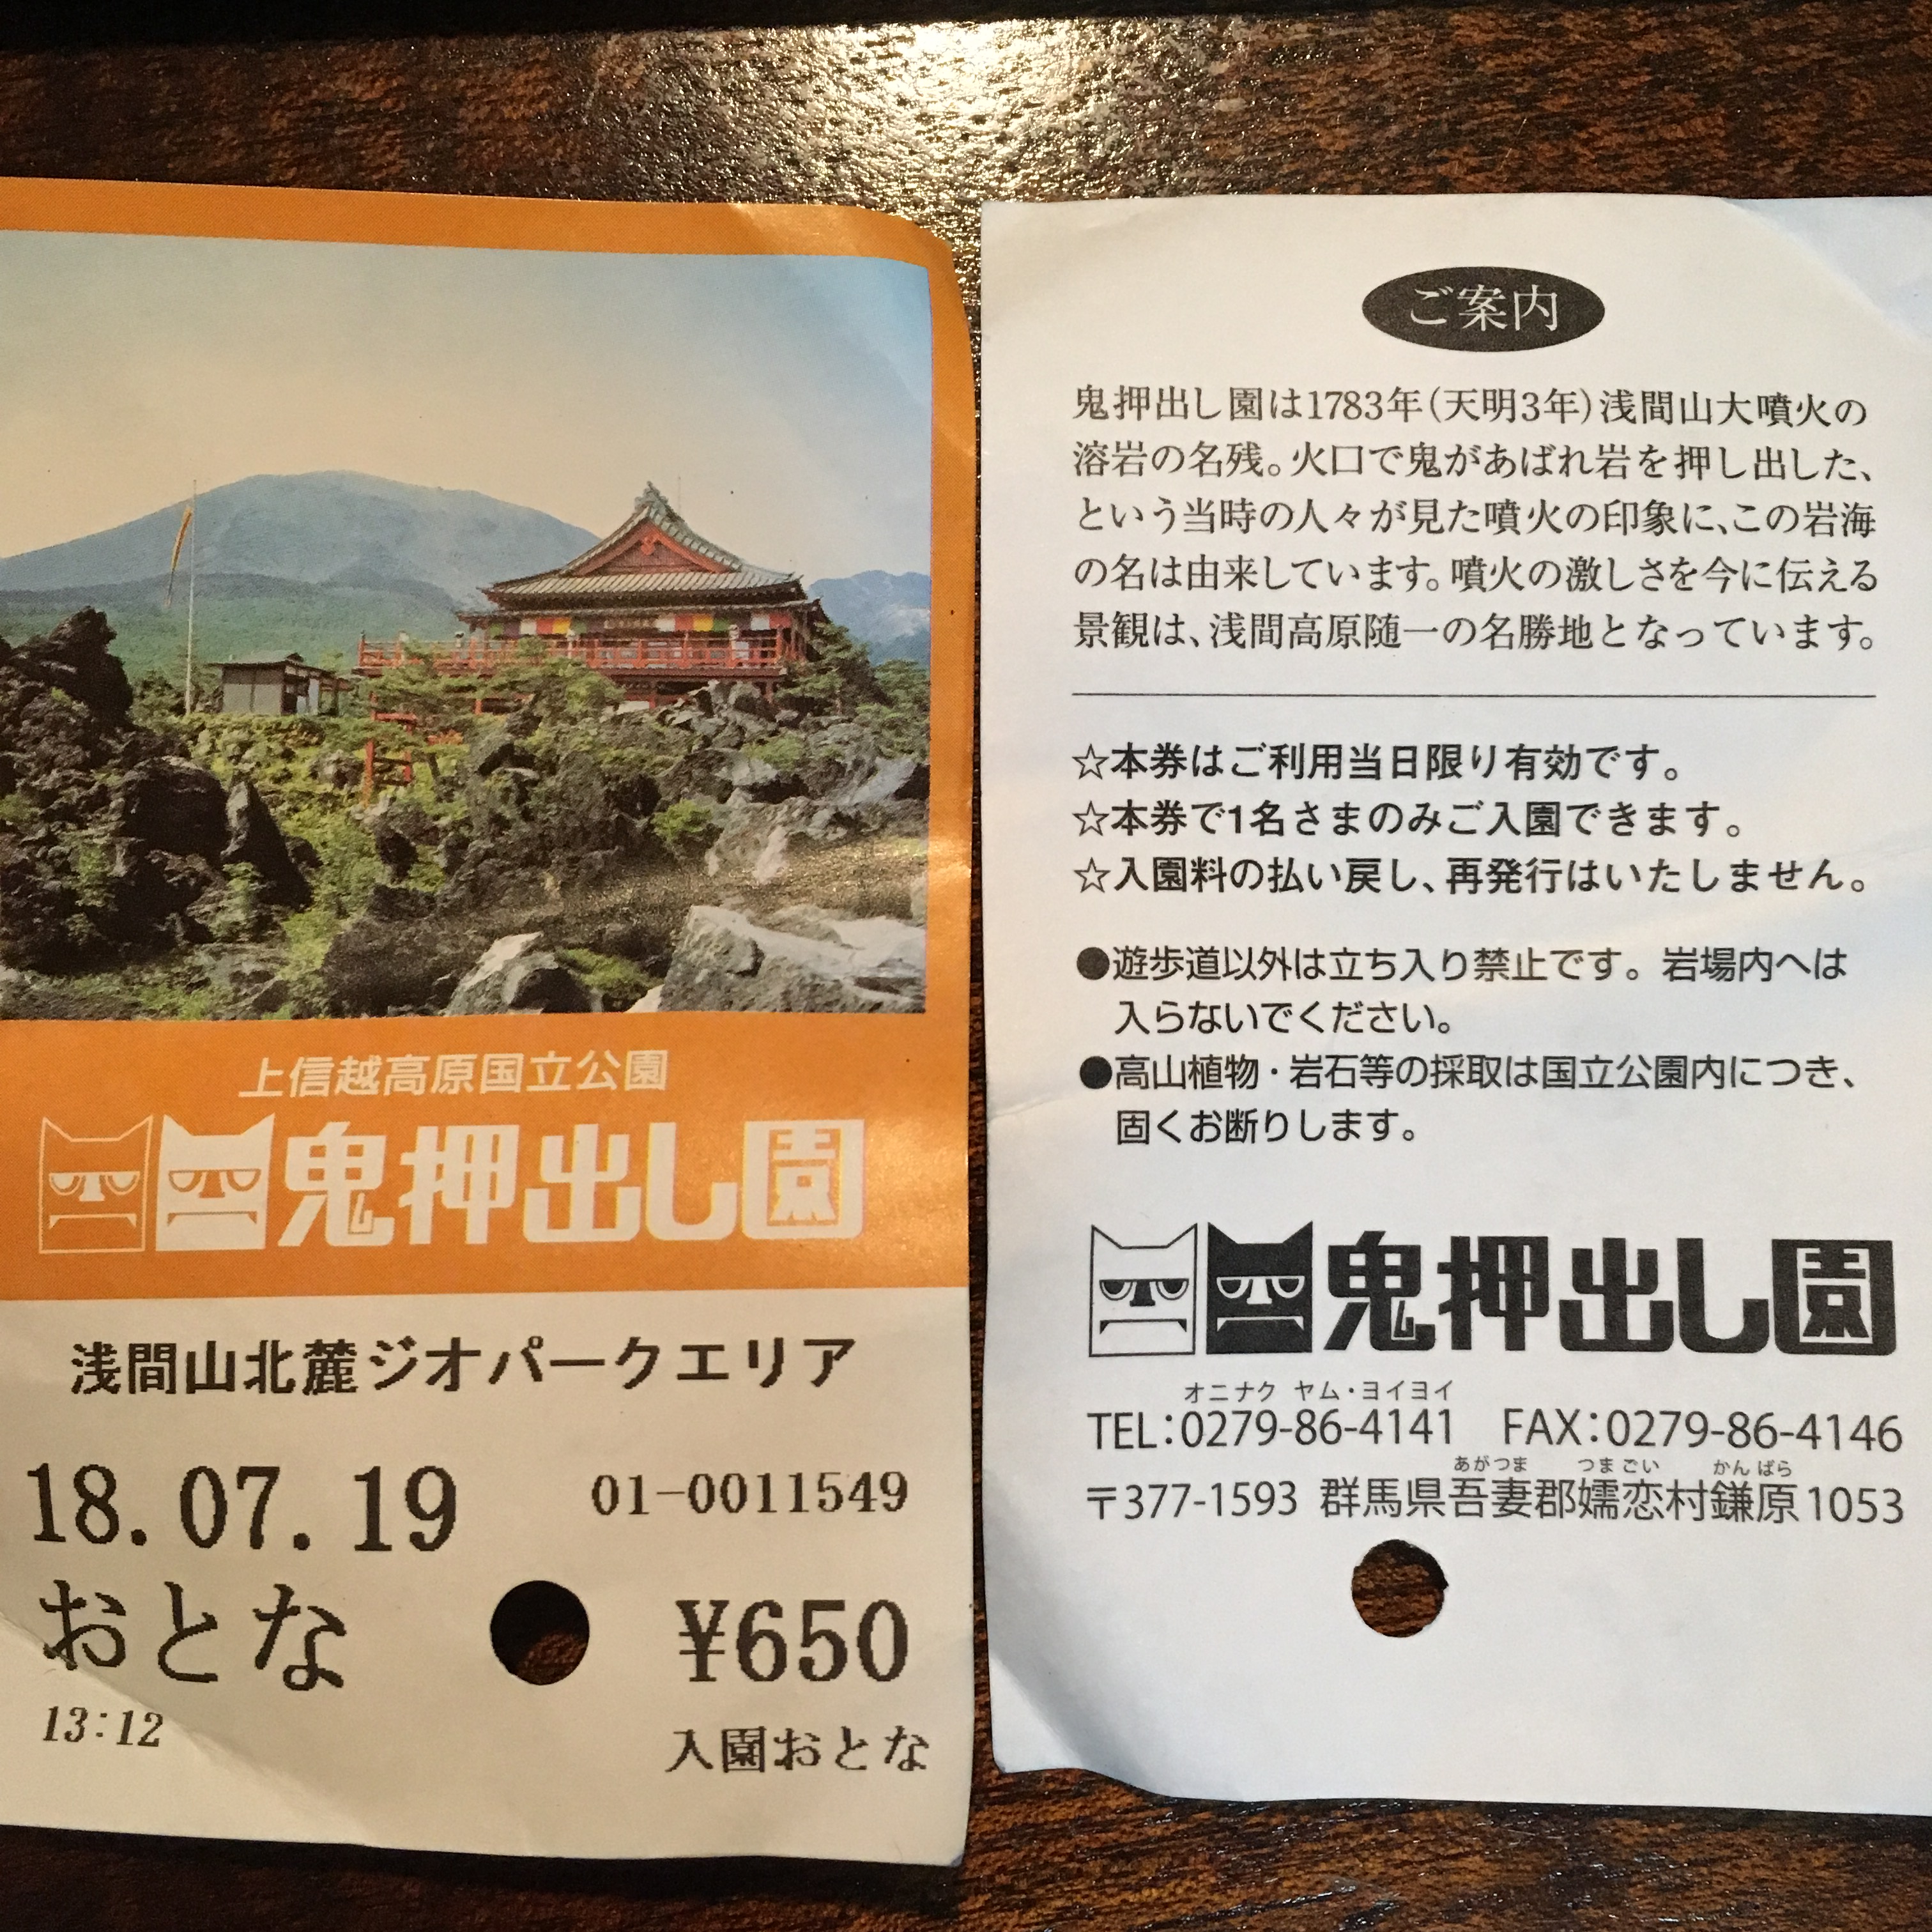 上信越高原国立公園
鬼押出し園
浅間山北麓ジオパークエリア
18.07.19 01-0011549
おとな ¥650
13:12 入園おとな
ご案内
鬼押出し園は1783年(天明3年)浅間山大噴火の
溶岩の名残。火口で鬼があばれ岩を押し出した、
という当時の人々が見た噴火の印象に、この岩海
の名は由来しています。噴火の激しさを今に伝える
景観は、浅間高原随一の名勝地となっています。
☆本券はご利用当日限り有効です。
☆本券で1名さまのみご入園できます。
☆入園料の払い戻し、再発行はいたしません。
●遊歩道以外は立ち入り禁止です。岩場内へは
入らないでください。
●高山植物・岩石等の採取は国立公園内につき、
固くお断りします。
鬼押出し園
オニナク ヤム・ヨイヨイ
TEL:0279-86-4141 FAX:0279-86-4146
あがつま つまごい かんばら
〒377-1593 群馬県吾妻郡嬬恋村鎌原1053